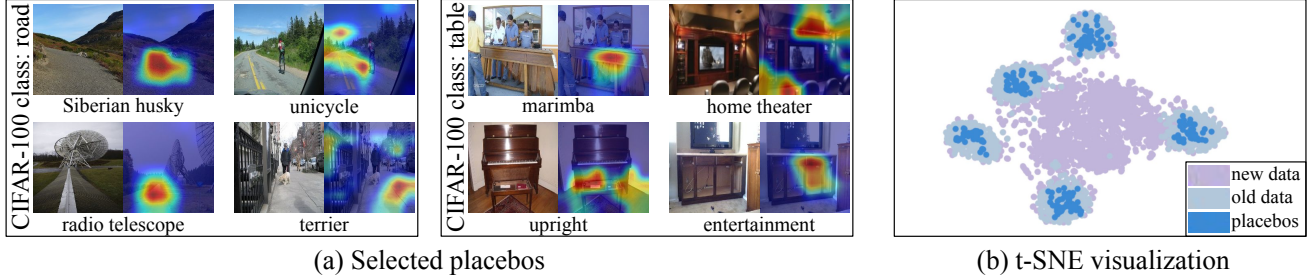 CIFAR-100 class: road
Siberian husky
unicycle
radio telescope
terrier
CIFAR-100 class: table
marimba
home theater
upright
entertainment
new data
old data
placebos
(a) Selected placebos
(b) t-SNE visualization